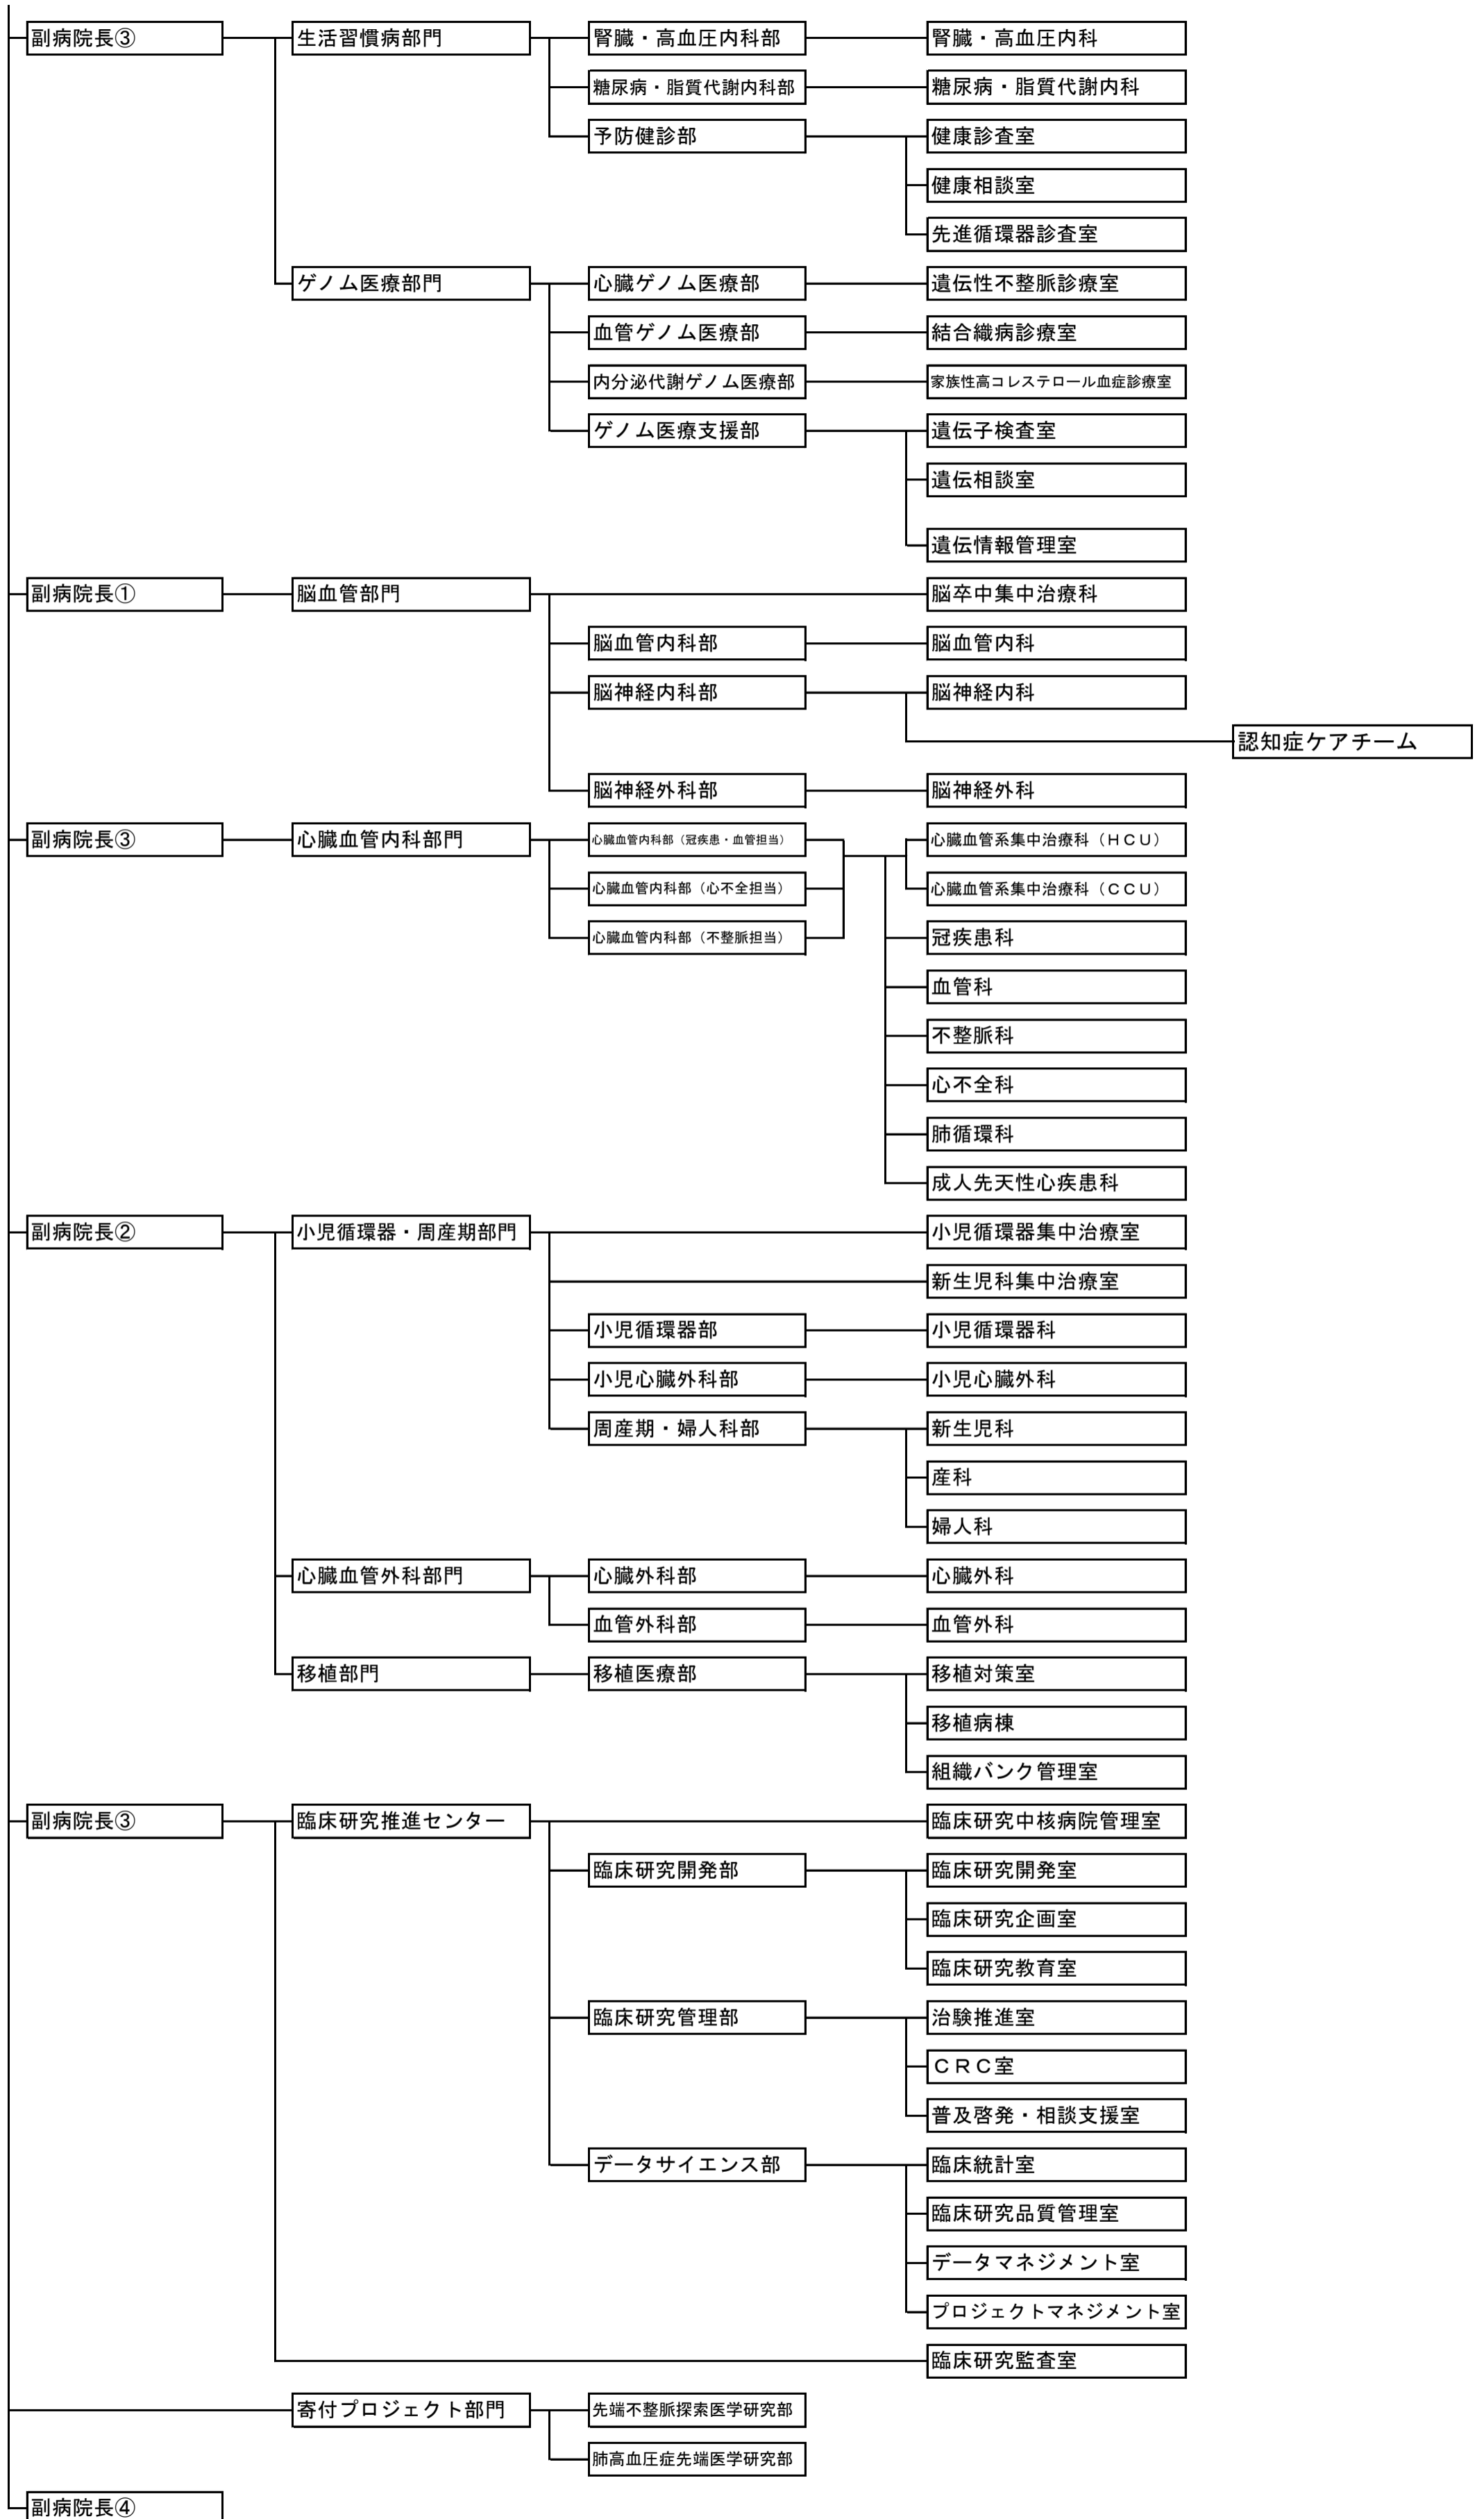 副病院長③ 生活習慣病部門 腎臓・高血圧内科部 腎臓・高血圧内科
糖尿病・脂質代謝内科部 糖尿病・脂質代謝内科
予防健診部 健康診査室
健康相談室
先進循環器診査室
ゲノム医療部門 心臓ゲノム医療部 遺伝性不整脈診療室
血管ゲノム医療部 結合織病診療室
内分泌代謝ゲノム医療部 家族性高コレステロール血症診療室
ゲノム医療支援部 遺伝子検査室
遺伝相談室
遺伝情報管理室
副病院長① 脳血管部門 脳卒中集中治療科
脳血管内科部 脳血管内科
脳神経内科部 脳神経内科
認知症ケアチーム
脳神経外科部 脳神経外科
副病院長③ 心臓血管内科部門 心臓血管内科部（冠疾患・血管担当） 心臓血管系集中治療科（ＨＣＵ）
心臓血管内科部（心不全担当） 心臓血管系集中治療科（ＣＣＵ）
心臓血管内科部（不整脈担当） 冠疾患科
血管科
不整脈科
心不全科
肺循環科
成人先天性心疾患科
副病院長② 小児循環器・周産期部門 小児循環器集中治療室
新生児科集中治療室
小児循環器部 小児循環器科
小児心臓外科部 小児心臓外科
周産期・婦人科部 新生児科
産科
婦人科
心臓血管外科部門 心臓外科部 心臓外科
血管外科部 血管外科
移植部門 移植医療部 移植対策室
移植病棟
組織バンク管理室
副病院長③ 臨床研究推進センター 臨床研究中核病院管理室
臨床研究開発部 臨床研究開発室
臨床研究企画室
臨床研究教育室
臨床研究管理部 治験推進室
ＣＲＣ室
普及啓発・相談支援室
データサイエンス部 臨床統計室
臨床研究品質管理室
データマネジメント室
プロジェクトマネジメント室
臨床研究監査室
寄付プロジェクト部門 先端不整脈探索医学研究部
肺高血圧症先端医学研究部
副病院長④